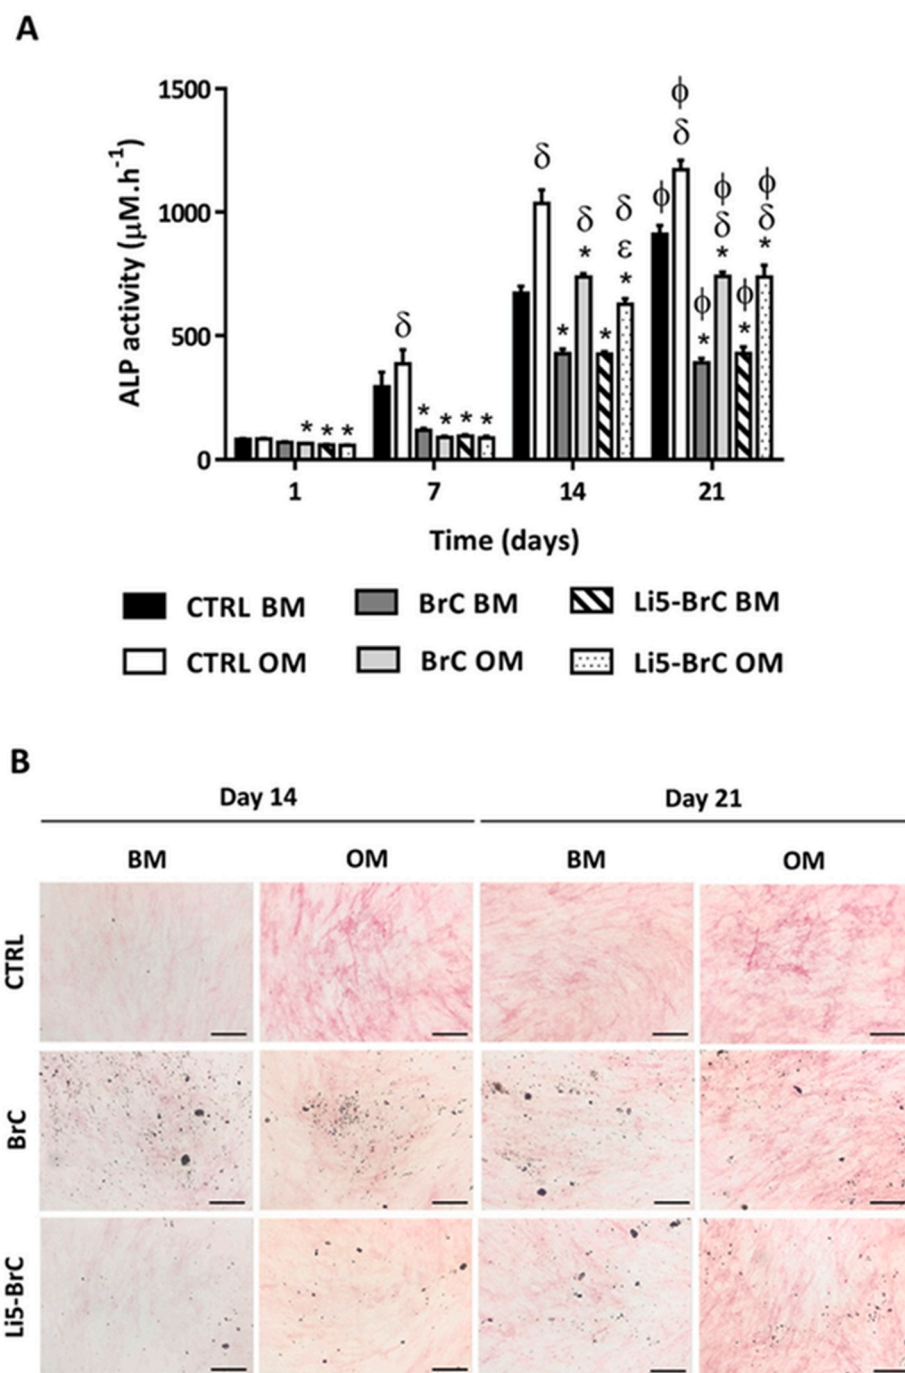 A
1500
1000
500
0
ALP activity (μM.h⁻¹)
δ
δ
ϕ
δ
ϕ
ϕ
δ
*
ϕ
δ
*
δ
*
δ
ε
*
ϕ
*
ϕ
*
* *
* * *
* * * *
1 7 14 21
Time (days)
CTRL BM BrC BM Li5-BrC BM
CTRL OM BrC OM Li5-BrC OM
B
Day 14 Day 21
BM OM BM OM
CTRL
BrC
Li5-BrC